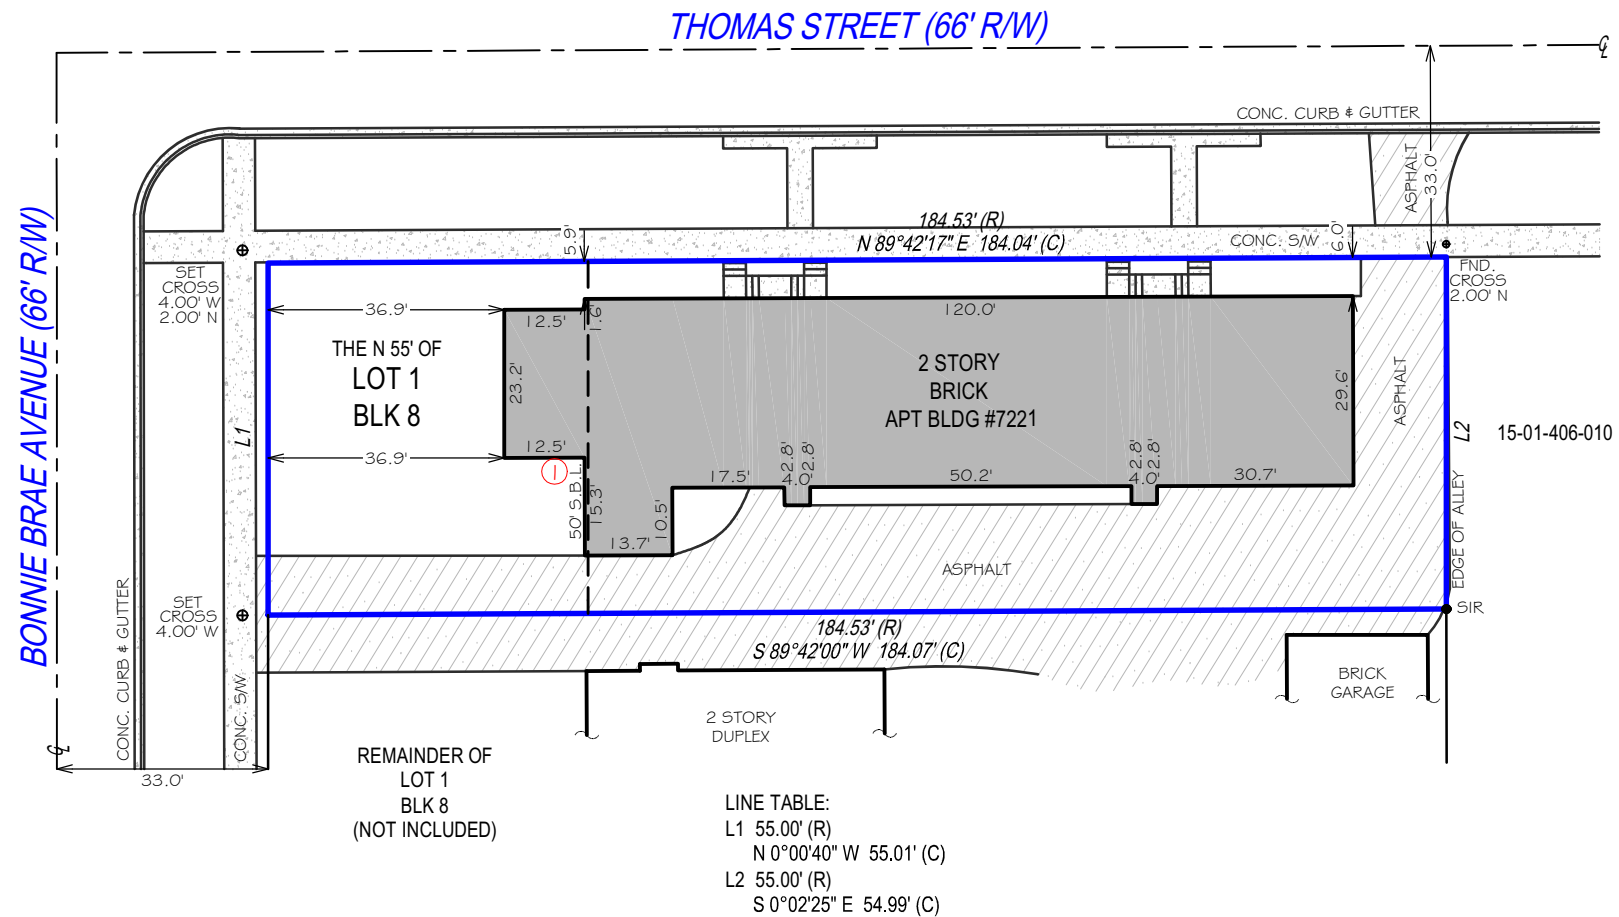 THOMAS STREET (66' R/W)
℄
CONC. CURB & GUTTER
ASPHALT
33.0'
184.53' (R)
N 89°42'17" E 184.04' (C)
5.9'
CONC. S/W
6.0'
BONNIE BRAE AVENUE (66' R/W)
SET
CROSS
4.00' W
2.00' N
FND.
CROSS
2.00' N
36.9'
12.5'
1.6'
120.0'
THE N 55' OF
LOT 1
BLK 8
23.2'
2 STORY
BRICK
APT BLDG #7221
29.6'
ASPHALT
L1
L2
15-01-406-010
36.9'
12.5'
1
50' S.B.L.
15.3'
10.5'
13.7'
17.5'
2.8'
4.0'
2.8'
50.2'
2.8'
4.0'
2.8'
30.7'
EDGE OF ALLEY
ASPHALT
SET
CROSS
4.00' W
SIR
184.53' (R)
S 89°42'00" W 184.07' (C)
CONC. CURB & GUTTER
CONC. S/W
2 STORY
DUPLEX
BRICK
GARAGE
℄
33.0'
REMAINDER OF
LOT 1
BLK 8
(NOT INCLUDED)
LINE TABLE:
L1 55.00' (R)
N 0°00'40" W 55.01' (C)
L2 55.00' (R)
S 0°02'25" E 54.99' (C)